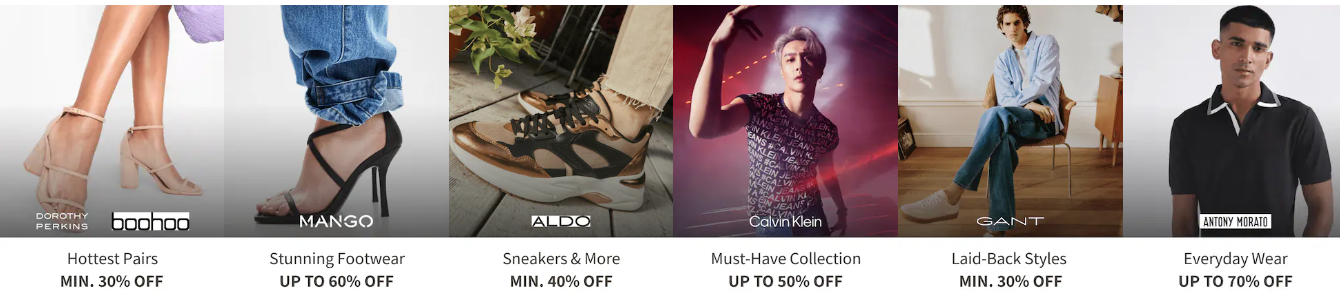 DOROTHY
PERKINS
boohoo
Hottest Pairs
MIN. 30% OFF
MANGO
Stunning Footwear
UP TO 60% OFF
ALDO
Sneakers & More
MIN. 40% OFF
Calvin Klein
Must-Have Collection
UP TO 50% OFF
GANT
Laid-Back Styles
MIN. 30% OFF
ANTONY MORATO
Everyday Wear
UP TO 70% OFF